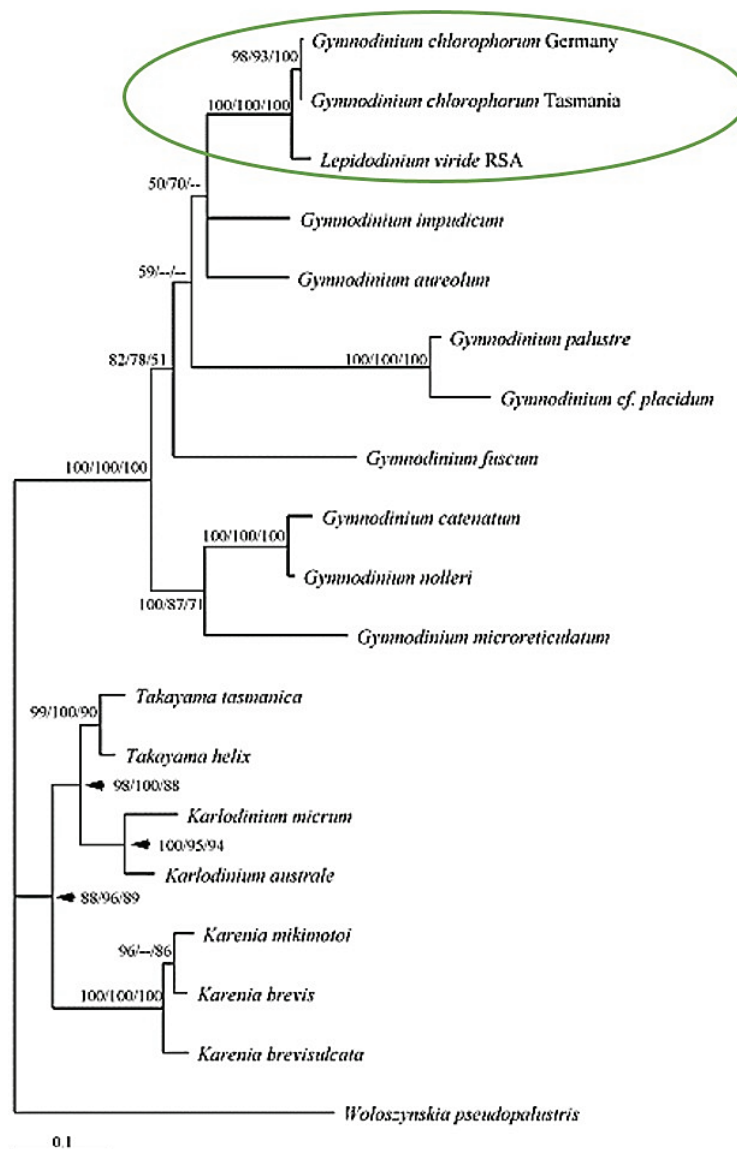 Gymnodinium chlorophorum Germany
98/93/100
Gymnodinium chlorophorum Tasmania
100/100/100
Lepidodinium viride RSA
50/70/--
Gymnodinium impudicum
59/--/--
Gymnodinium aureolum
Gymnodinium palustre
82/78/51
100/100/100
Gymnodinium cf. placidum
Gymnodinium fuscum
100/100/100
Gymnodinium catenatum
100/100/100
Gymnodinium nolleri
100/87/71
Gymnodinium microreticulatum
Takayama tasmanica
99/100/90
Takayama helix
98/100/88
Karlodinium micrum
100/95/94
Karlodinium australe
88/96/89
Karenia mikimotoi
96/--/86
Karenia brevis
100/100/100
Karenia brevisulcata
Woloszynskia pseudopalustris
0.1